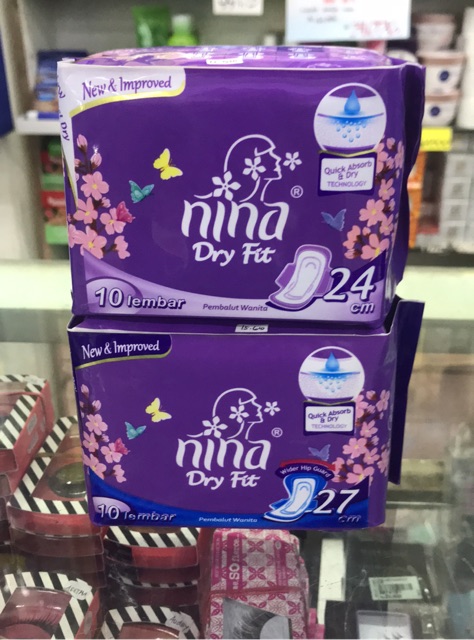 New & Improved
Quick Absorb
& Dry
TECHNOLOGY
nina®
Dry Fit
10 lembar
Pembalut Wanita
24
cm
New & Improved
Quick Absorb
& Dry
TECHNOLOGY
nina®
Dry Fit
Wider Hip Guard
10 lembar
Pembalut Wanita
27
cm